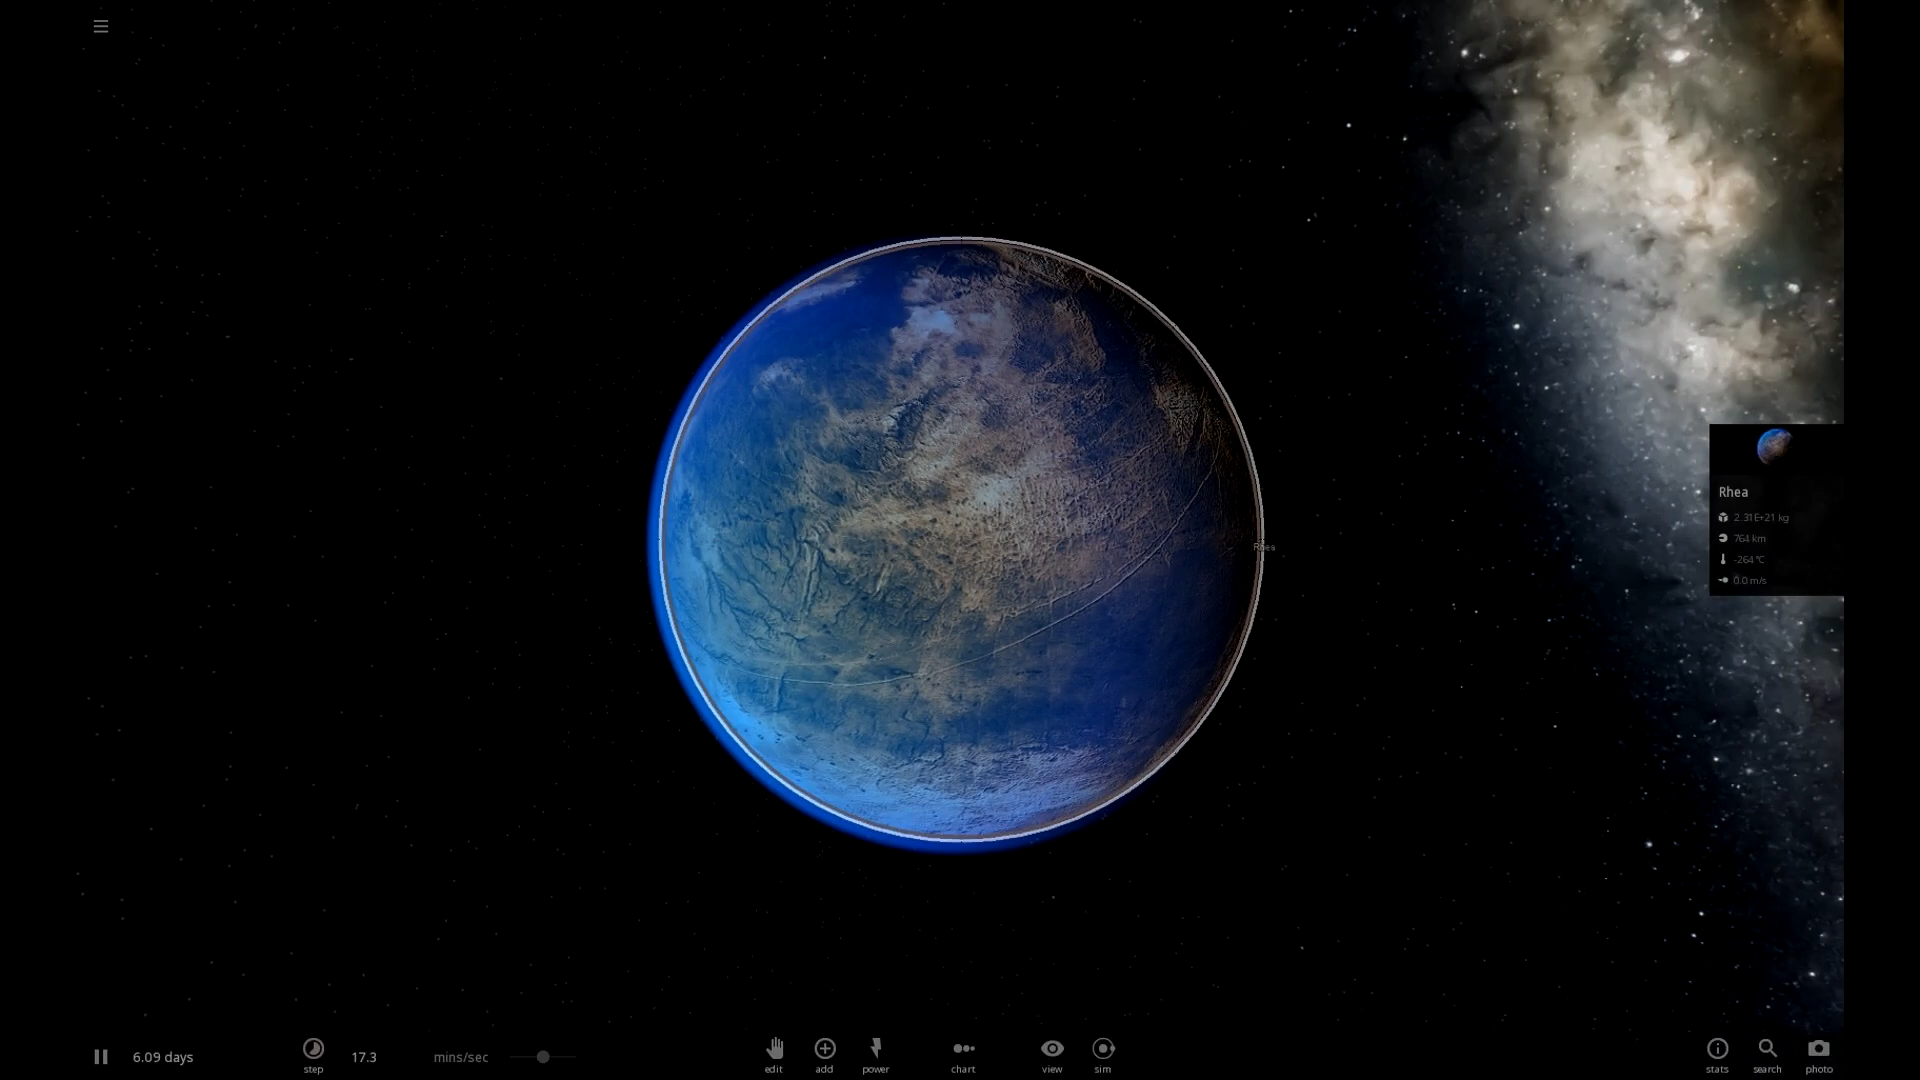 Rhea
Rhea
2.31E+21 kg
764 km
-264 °C
0.0 m/s
6.09 days
step
17.3
mins/sec
edit
add
power
chart
view
sim
stats
search
photo